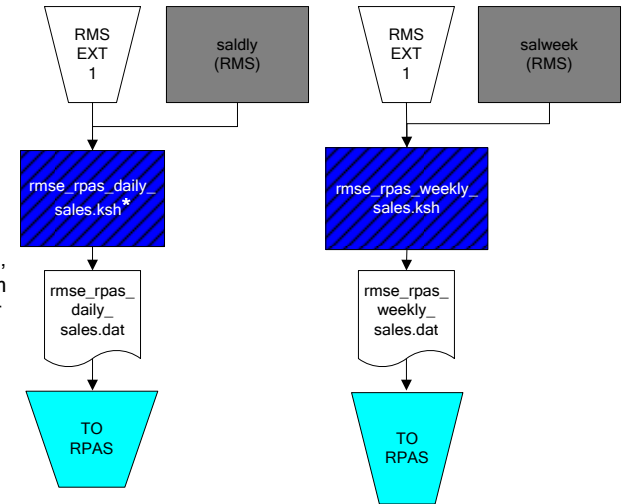 RMS
EXT
1
saldly
(RMS)
rmse_rpas_daily_
sales.ksh*
rmse_rpas_
daily_
sales.dat
TO
RPAS
RMS
EXT
1
salweek
(RMS)
rmse_rpas_weekly_
sales.ksh
rmse_rpas_
weekly_
sales.dat
TO
RPAS